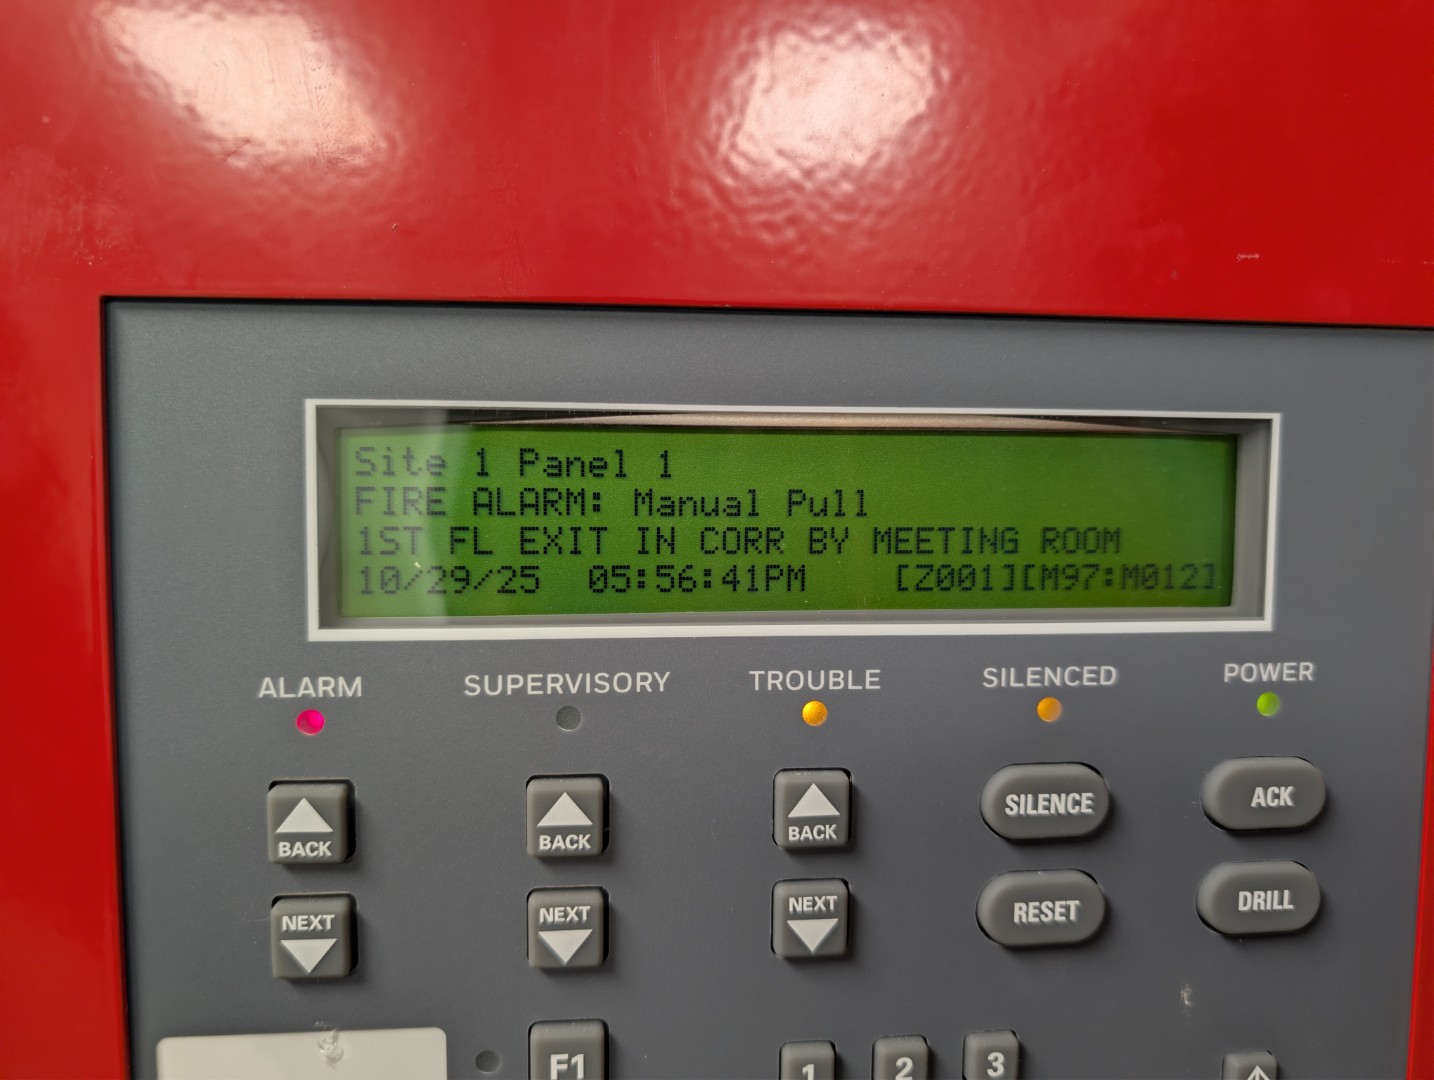 Site 1 Panel 1
FIRE ALARM: Manual Pull
1ST FL EXIT IN CORR BY MEETING ROOM
10/29/25 05:56:41PM [Z001][M97:M012]
ALARM SUPERVISORY TROUBLE SILENCED POWER
BACK BACK BACK SILENCE ACK
NEXT NEXT NEXT RESET DRILL
F1 1 2 3